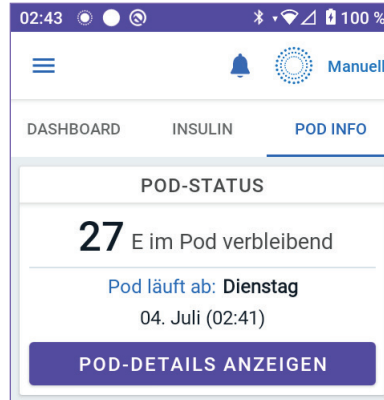 02:43 100 %
Manuell
DASHBOARD INSULIN POD INFO
POD-STATUS
27 E im Pod verbleibend
Pod läuft ab: Dienstag
04. Juli (02:41)
POD-DETAILS ANZEIGEN